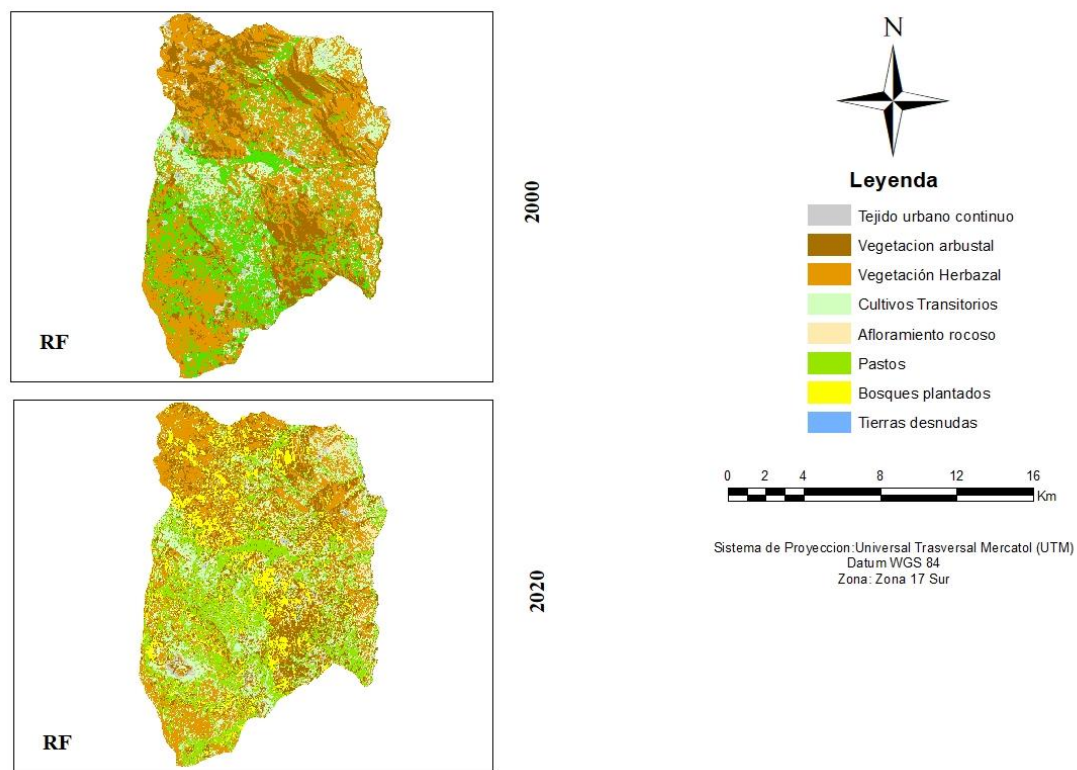 2000
RF
2020
RF
N
Leyenda
Tejido urbano continuo
Vegetacion arbustal
Vegetación Herbazal
Cultivos Transitorios
Afloramiento rocoso
Pastos
Bosques plantados
Tierras desnudas
0 2 4 8 12 16
Km
Sistema de Proyeccion:Universal Trasversal Mercatol (UTM)
Datum WGS 84
Zona: Zona 17 Sur